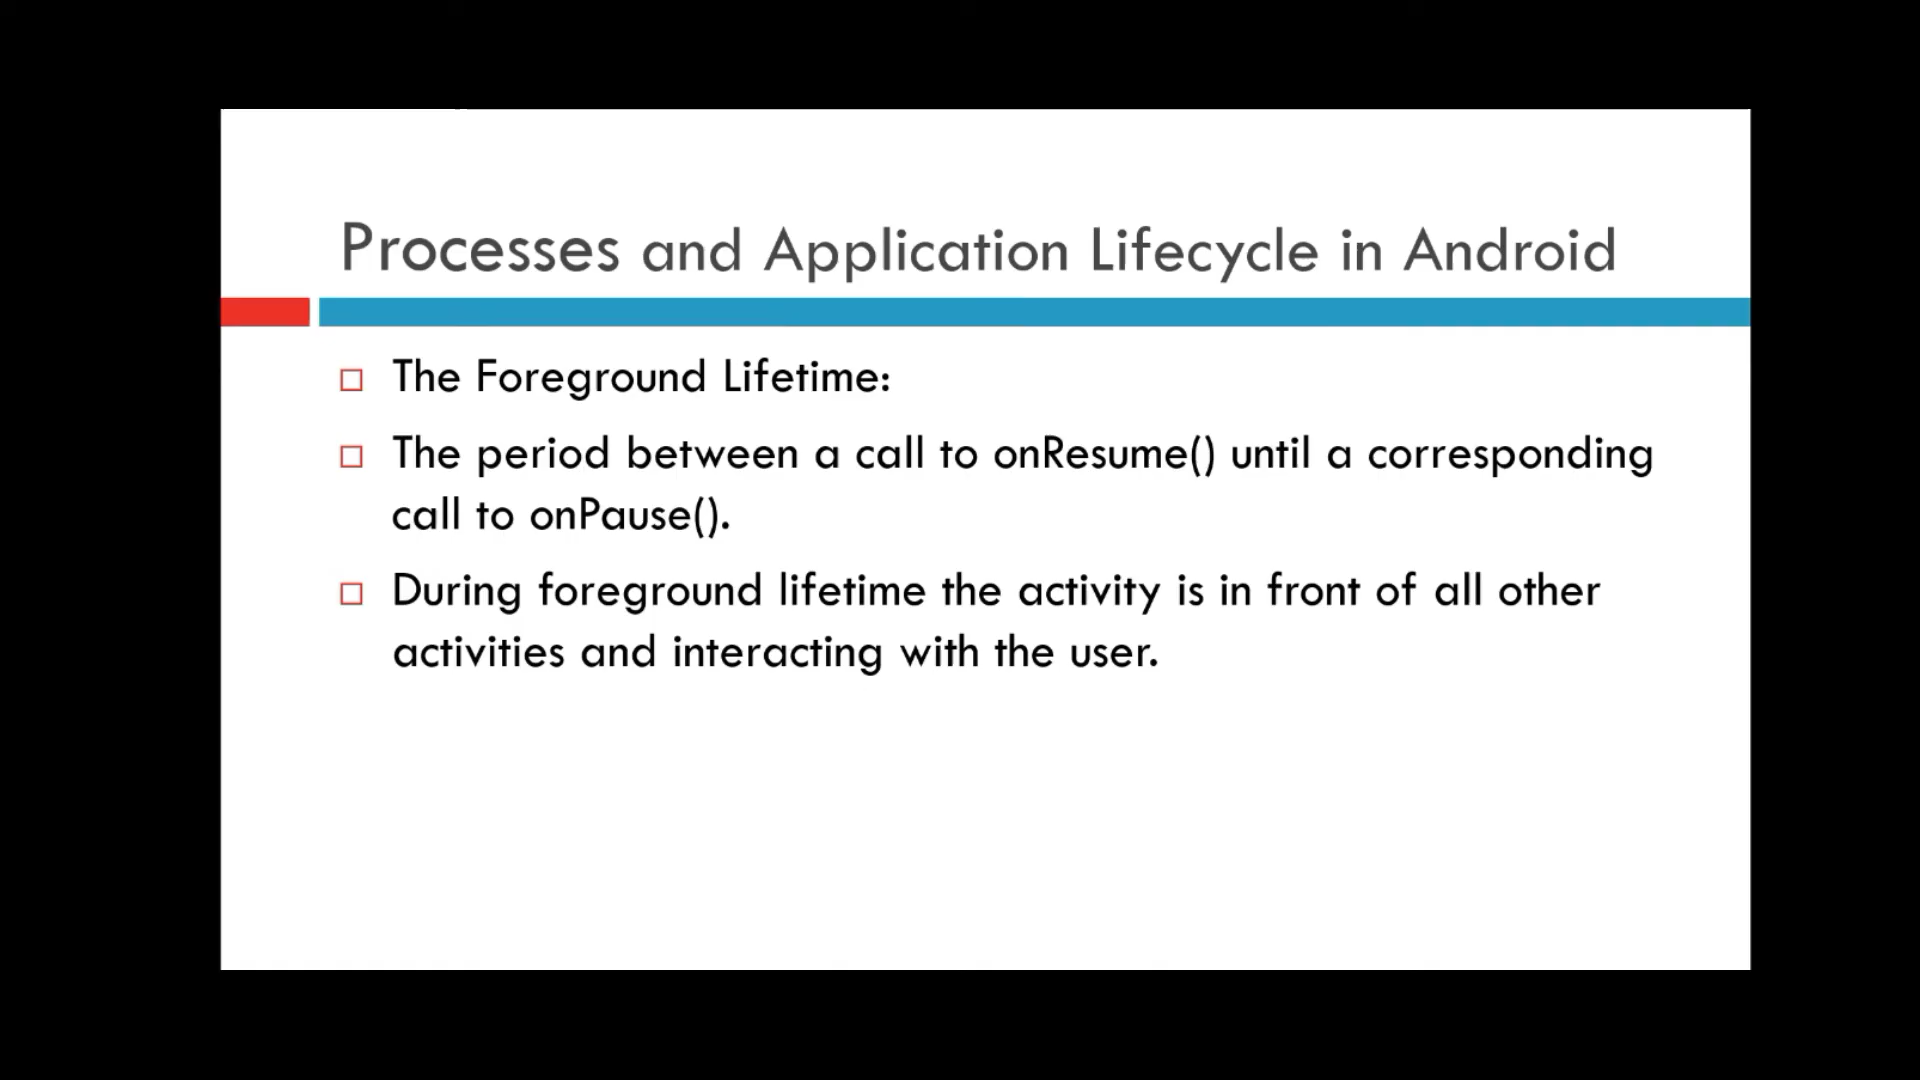 Processes and Application Lifecycle in Android
The Foreground Lifetime:
The period between a call to onResume() until a corresponding
call to onPause().
During foreground lifetime the activity is in front of all other
activities and interacting with the user.